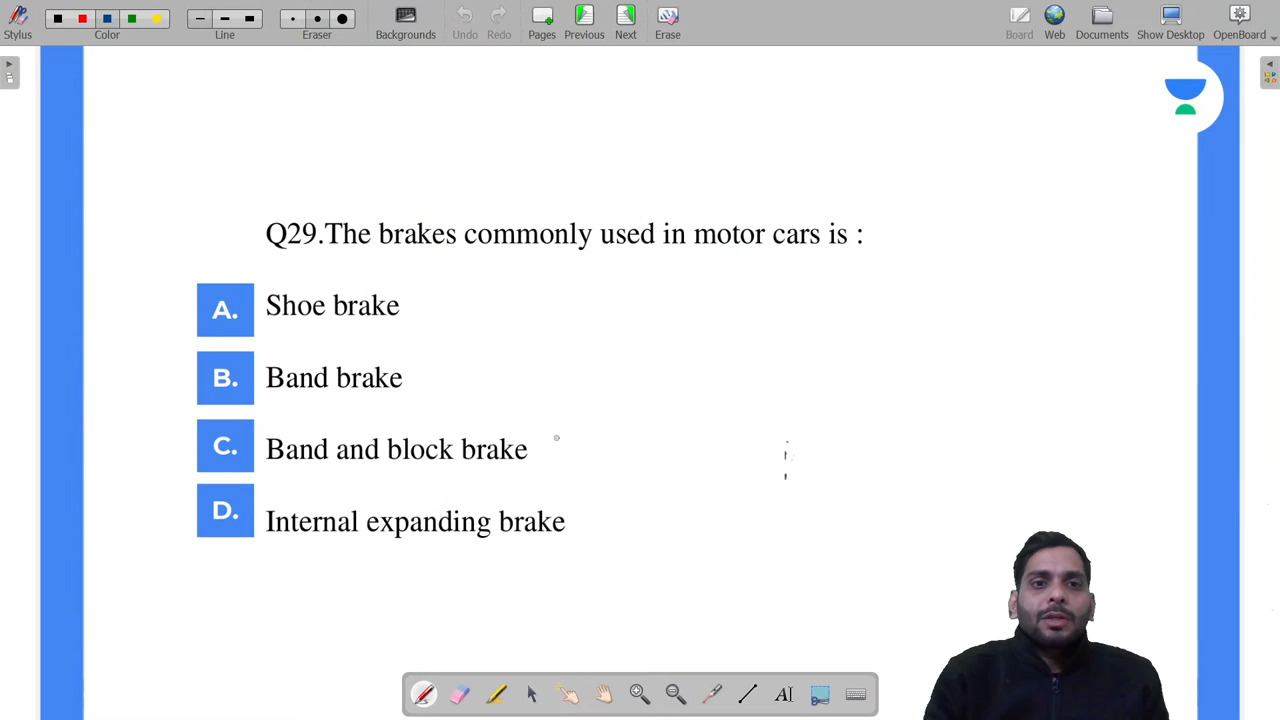 Stylus
Color
Line
Eraser
Backgrounds
Undo
Redo
Pages
Previous
Next
Erase
Board
Web
Documents
Show Desktop
OpenBoard
Q29.The brakes commonly used in motor cars is :
A. Shoe brake
B. Band brake
C. Band and block brake
D. Internal expanding brake
AI